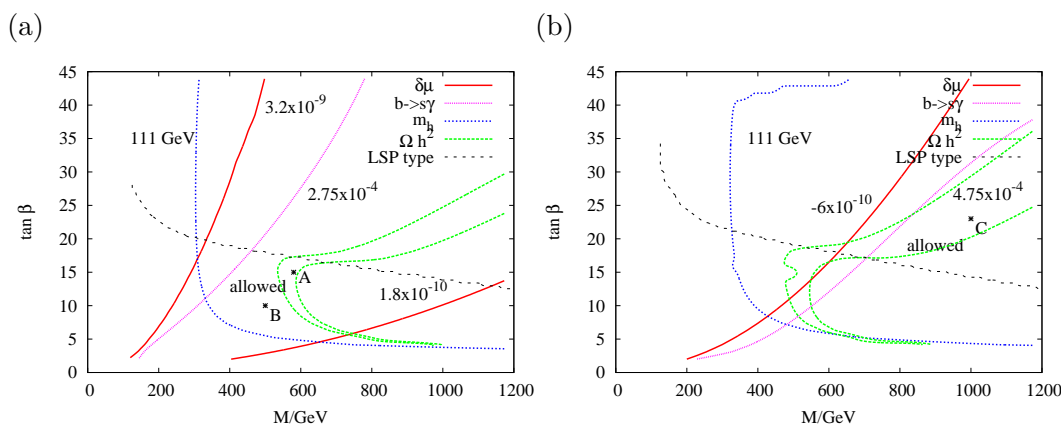 (a)
45
40
35
30
25
20
15
10
5
0
tan β
0 200 400 600 800 1000 1200
M/GeV
δμ
b->sγ
m_h
Ω h^2
LSP type
3.2x10^-9
111 GeV
2.75x10^-4
allowed
A
B
1.8x10^-10
(b)
45
40
35
30
25
20
15
10
5
0
tan β
0 200 400 600 800 1000 1200
M/GeV
δμ
b->sγ
m_h
Ω h^2
LSP type
111 GeV
-6x10^-10
4.75x10^-4
C
allowed